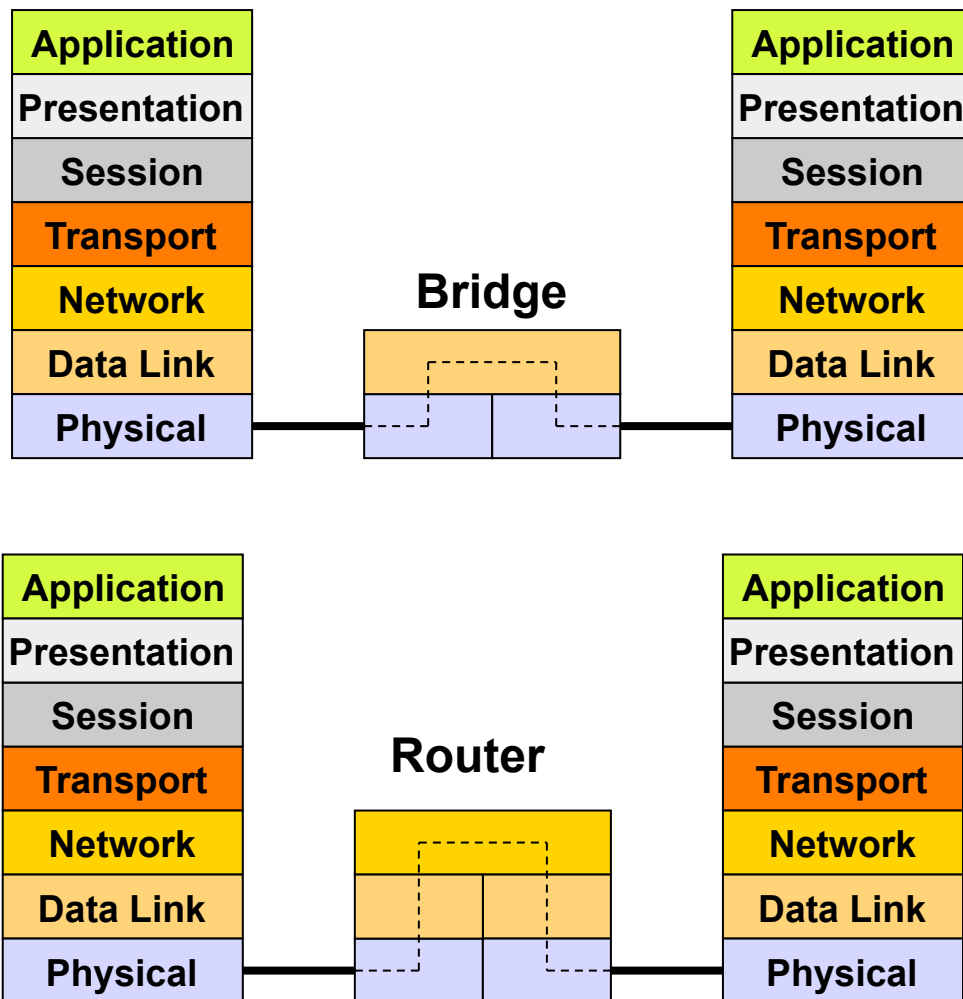 Application
Presentation
Session
Transport
Network
Data Link
Physical
Bridge
Application
Presentation
Session
Transport
Network
Data Link
Physical
Application
Presentation
Session
Transport
Network
Data Link
Physical
Router
Application
Presentation
Session
Transport
Network
Data Link
Physical